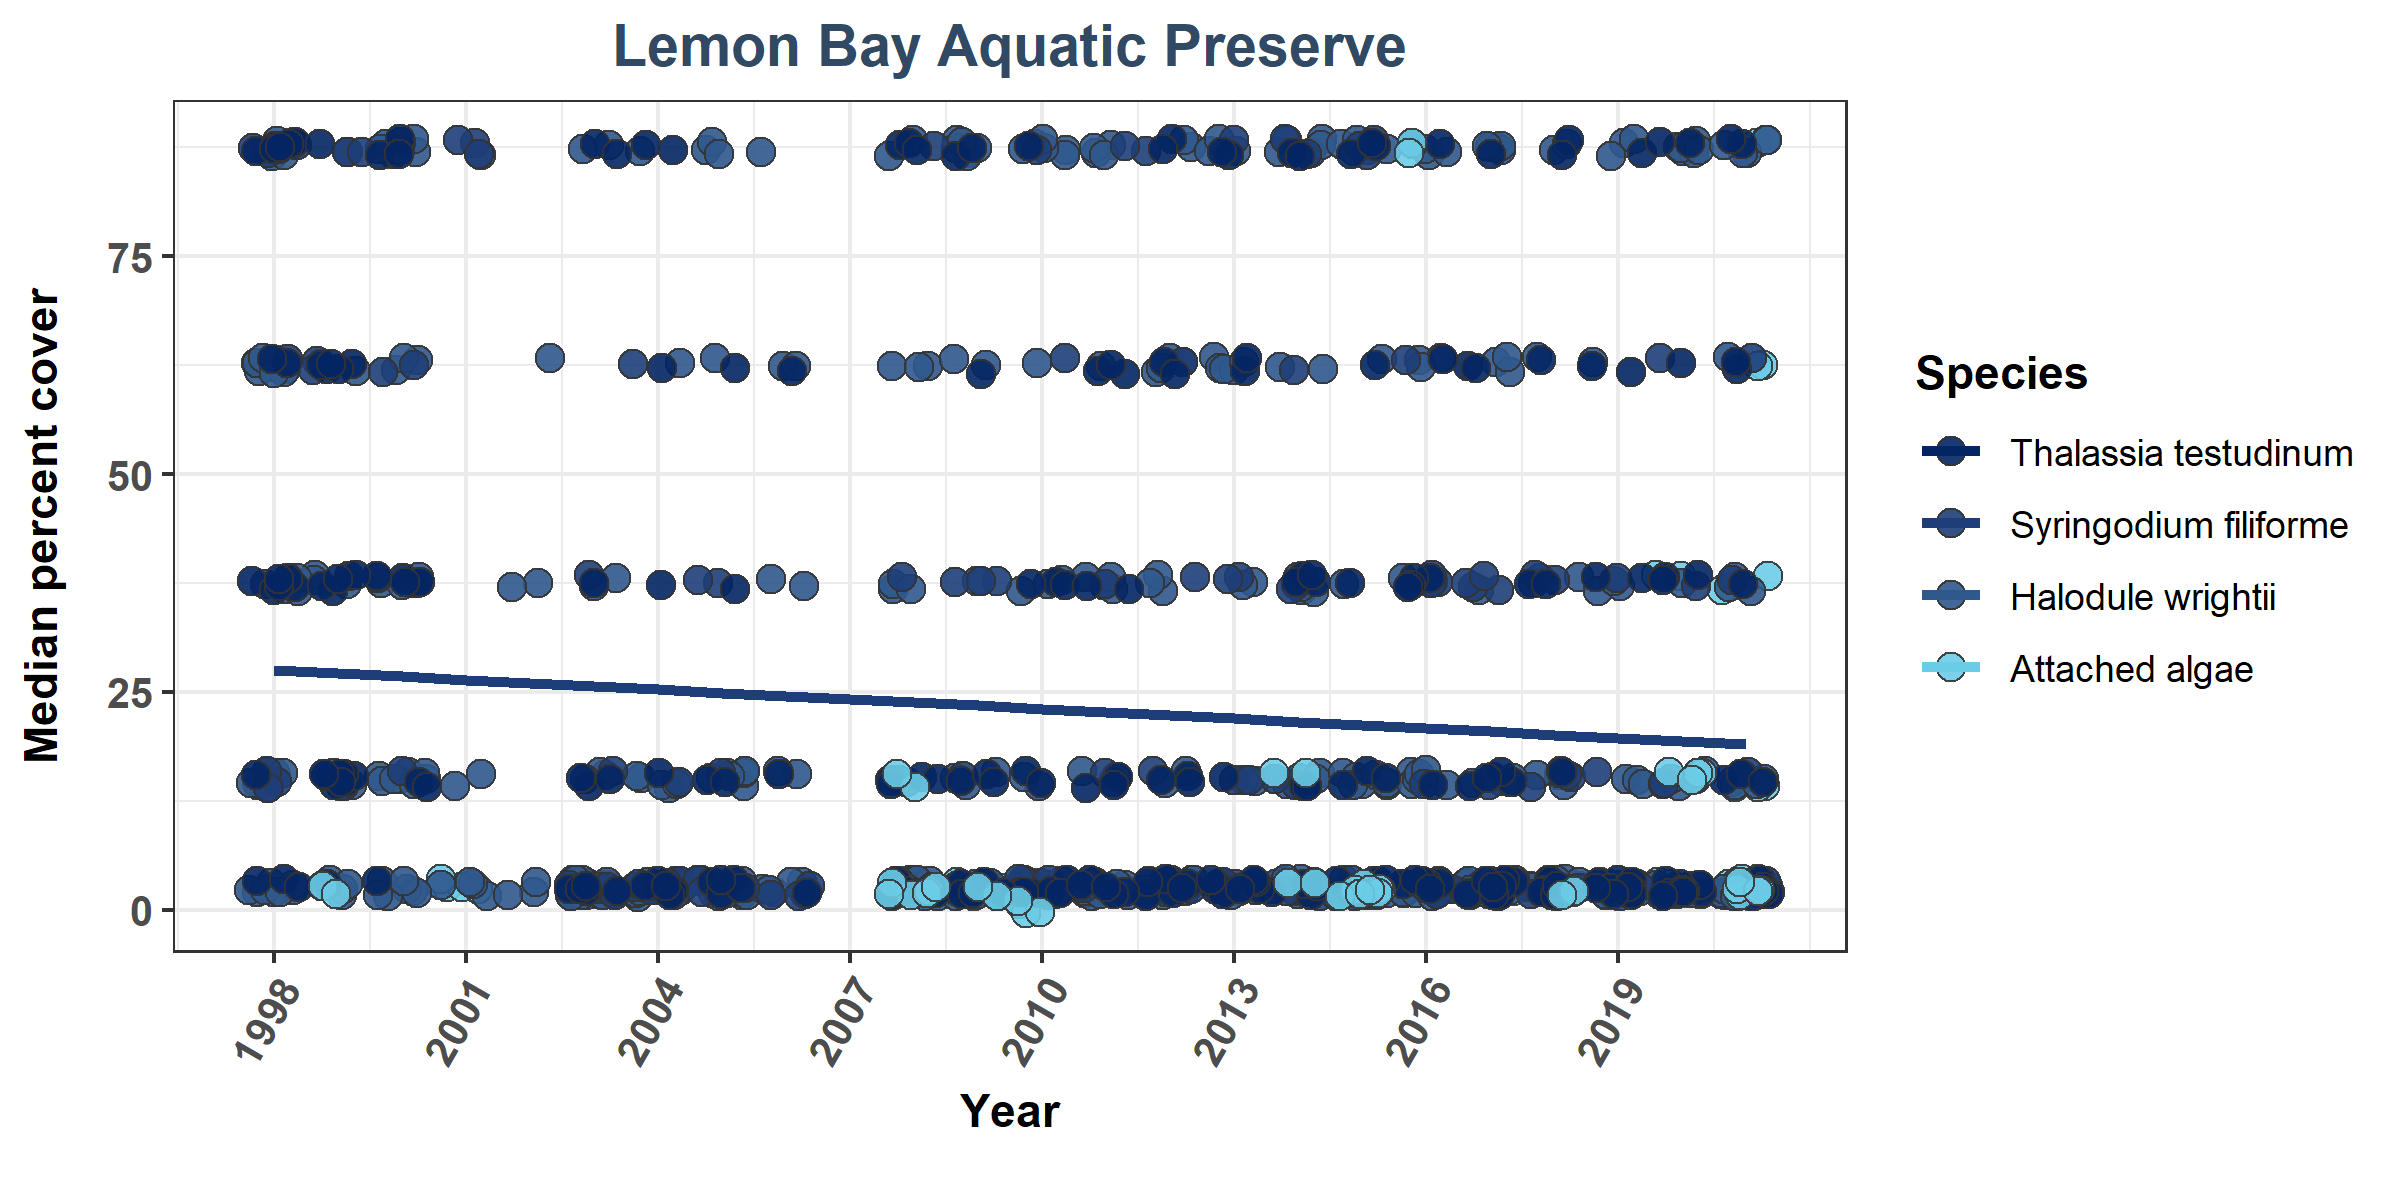 Lemon Bay Aquatic Preserve
Median percent cover
75
50
25
0
1998
2001
2004
2007
2010
2013
2016
2019
Year
Species
Thalassia testudinum
Syringodium filiforme
Halodule wrightii
Attached algae